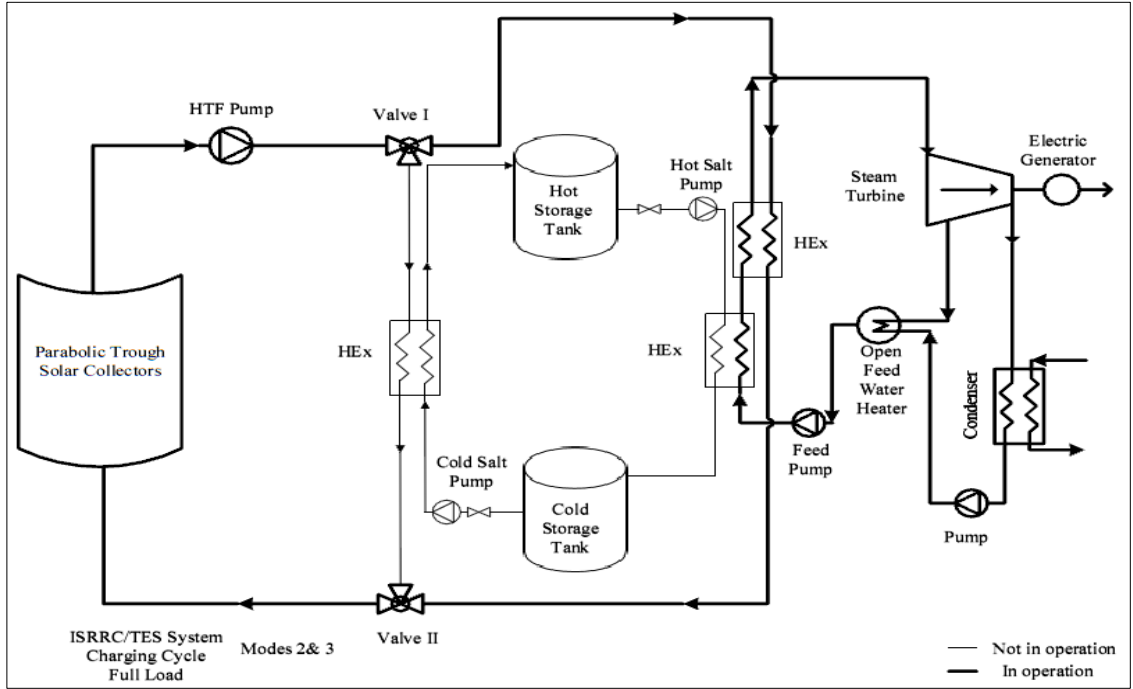 HTF Pump
Valve I
Hot
Storage
Tank
Hot Salt
Pump
HEx
Steam
Turbine
Electric
Generator
Parabolic Trough
Solar Collectors
HEx
HEx
Open
Feed
Water
Heater
Condenser
Feed
Pump
Cold Salt
Pump
Cold
Storage
Tank
Pump
Valve II
ISRRC/TES System
Charging Cycle
Full Load
Modes 2& 3
Not in operation
In operation